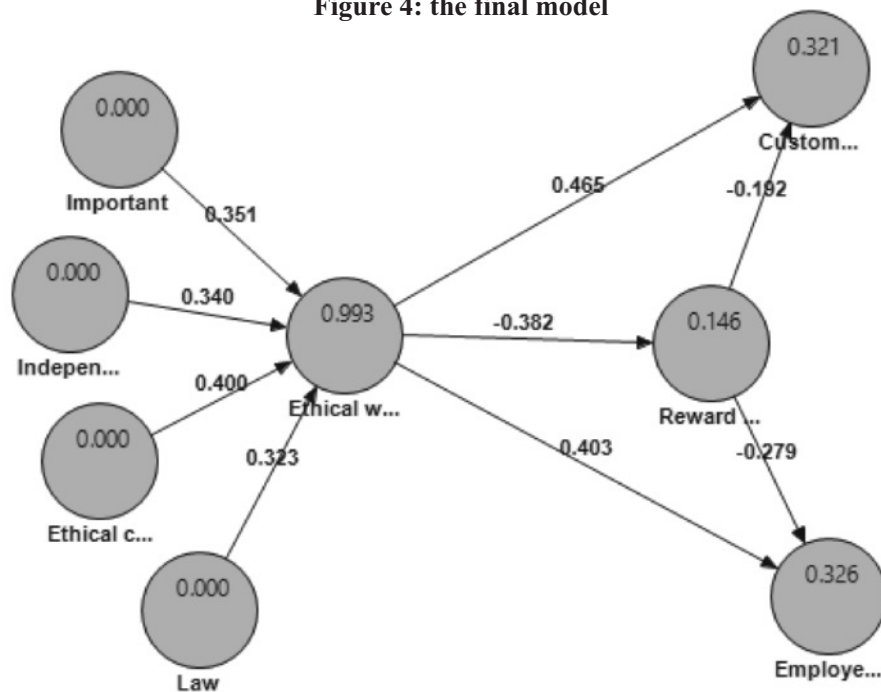 Figure 4: the final model
0.321
Custom...
0.000
Important
0.351
0.465
-0.192
0.000
Indepen...
0.340
0.993
Ethical w...
-0.382
0.146
Reward ...
0.000
Ethical c...
0.400
0.323
0.403
-0.279
0.000
Law
0.326
Employe...